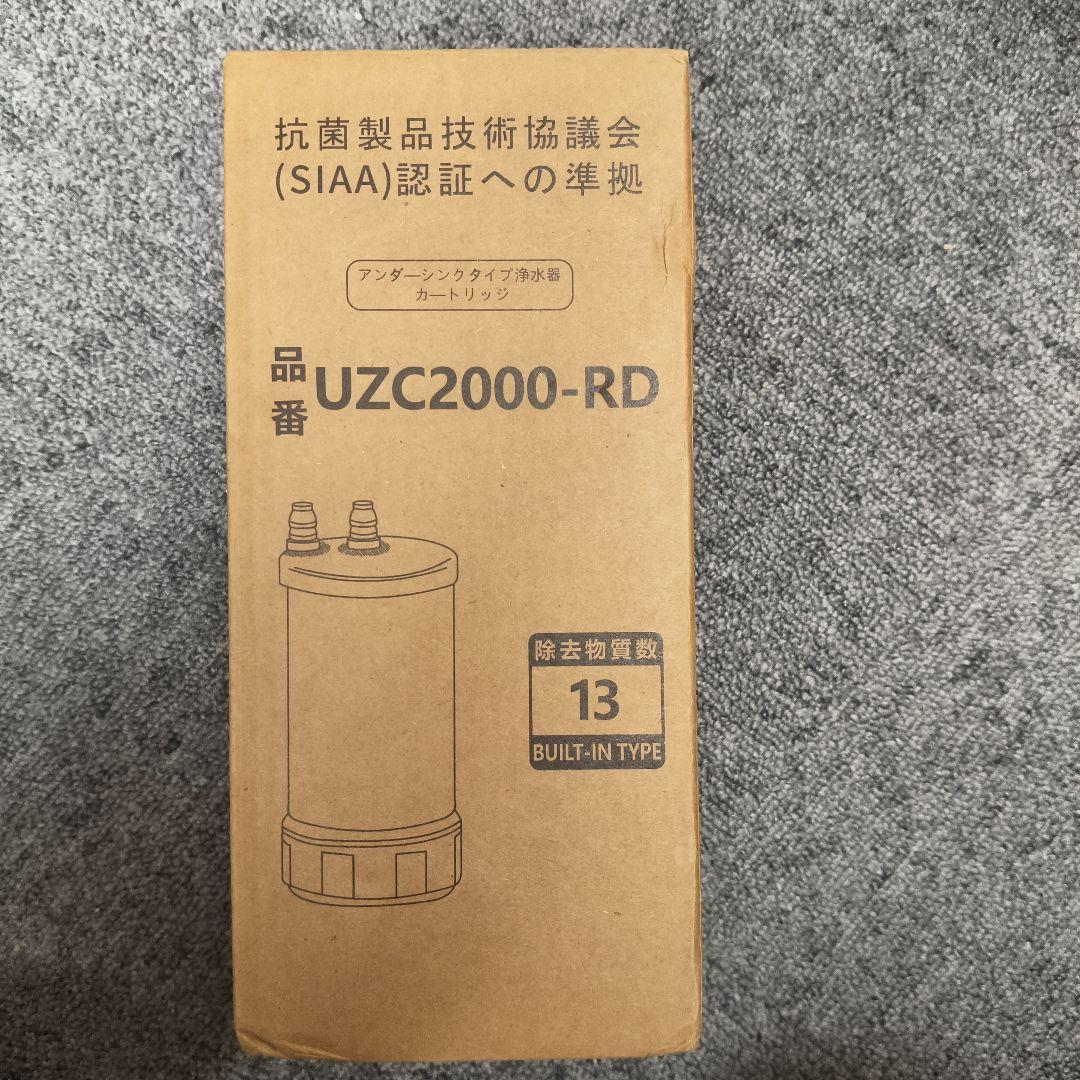 抗菌製品技術協議会
(SIAA)認証への準拠
アンダーシンクタイプ浄水器
カートリッジ
品番 UZC2000-RD
除去物質数
13
BUILT-IN TYPE